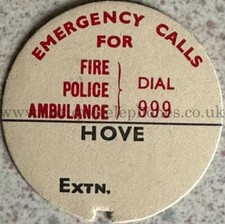 EMERGENCY CALLS
FOR
FIRE
POLICE
AMBULANCE
DIAL
999
HOVE
EXTN.